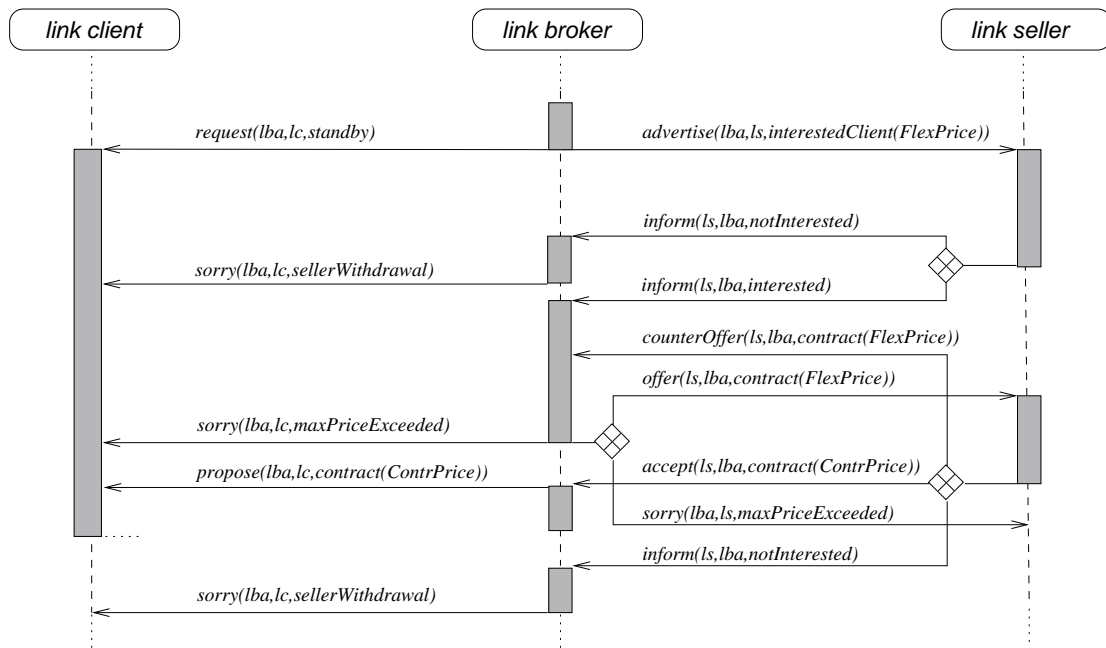 link client
link broker
link seller
request(lba,lc,standby)
advertise(lba,ls,interestedClient(FlexPrice))
inform(ls,lba,notInterested)
sorry(lba,lc,sellerWithdrawal)
inform(ls,lba,interested)
counterOffer(ls,lba,contract(FlexPrice))
offer(ls,lba,contract(FlexPrice))
sorry(lba,lc,maxPriceExceeded)
accept(ls,lba,contract(ContrPrice))
propose(lba,lc,contract(ContrPrice))
sorry(lba,ls,maxPriceExceeded)
inform(ls,lba,notInterested)
sorry(lba,lc,sellerWithdrawal)